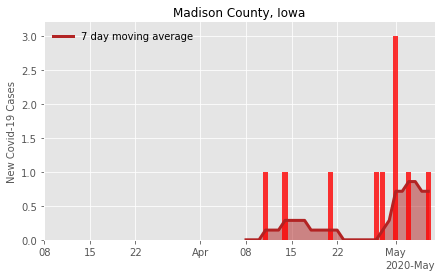 Madison County, Iowa
7 day moving average
New Covid-19 Cases
3.0
2.5
2.0
1.5
1.0
0.5
0.0
08 15 22 Apr 08 15 22 May
2020-May